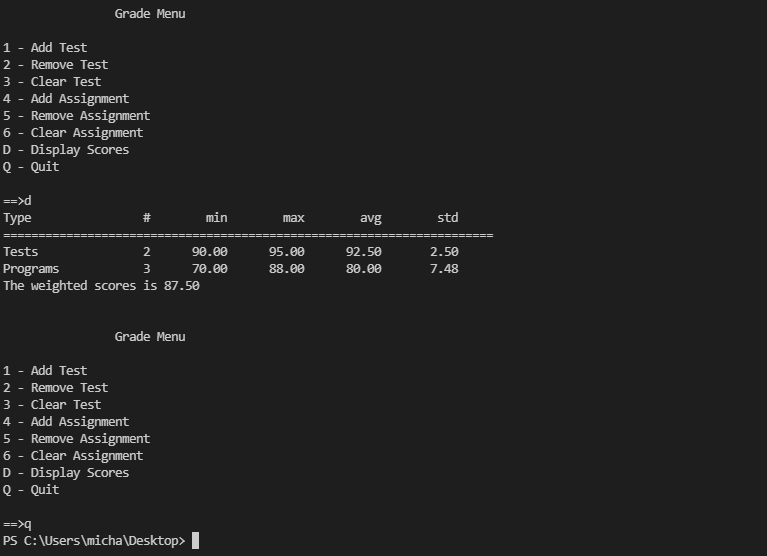 Grade Menu
1 - Add Test
2 - Remove Test
3 - Clear Test
4 - Add Assignment
5 - Remove Assignment
6 - Clear Assignment
D - Display Scores
Q - Quit
==>d
Type # min max avg std
======================================================================
Tests 2 90.00 95.00 92.50 2.50
Programs 3 70.00 88.00 80.00 7.48
The weighted scores is 87.50
Grade Menu
1 - Add Test
2 - Remove Test
3 - Clear Test
4 - Add Assignment
5 - Remove Assignment
6 - Clear Assignment
D - Display Scores
Q - Quit
==>q
PS C:\Users\micha\Desktop>